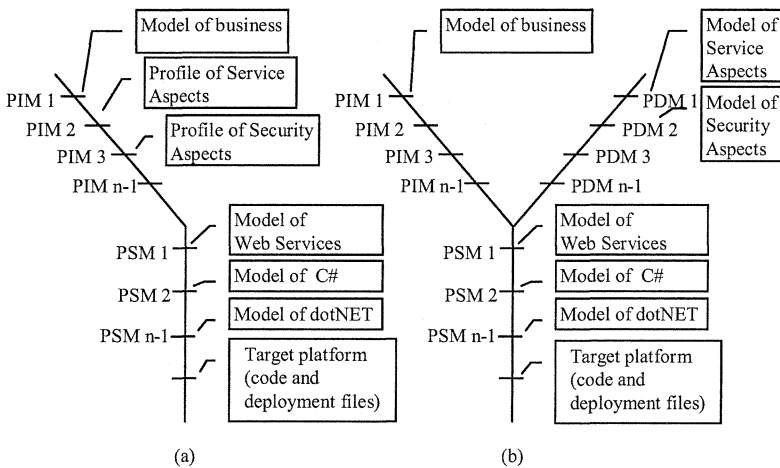 Model of business
Profile of Service
Aspects
Profile of Security
Aspects
PIM 1
PIM 2
PIM 3
PIM n-1
Model of
Web Services
PSM 1
Model of C#
PSM 2
Model of dotNET
PSM n-1
Target platform
(code and
deployment files)
(a)
Model of business
Model of
Service
Aspects
Model of
Security
Aspects
PIM 1
PIM 2
PIM 3
PIM n-1
PDM 1
PDM 2
PDM 3
PDM n-1
Model of
Web Services
PSM 1
Model of C#
PSM 2
Model of dotNET
PSM n-1
Target platform
(code and
deployment files)
(b)